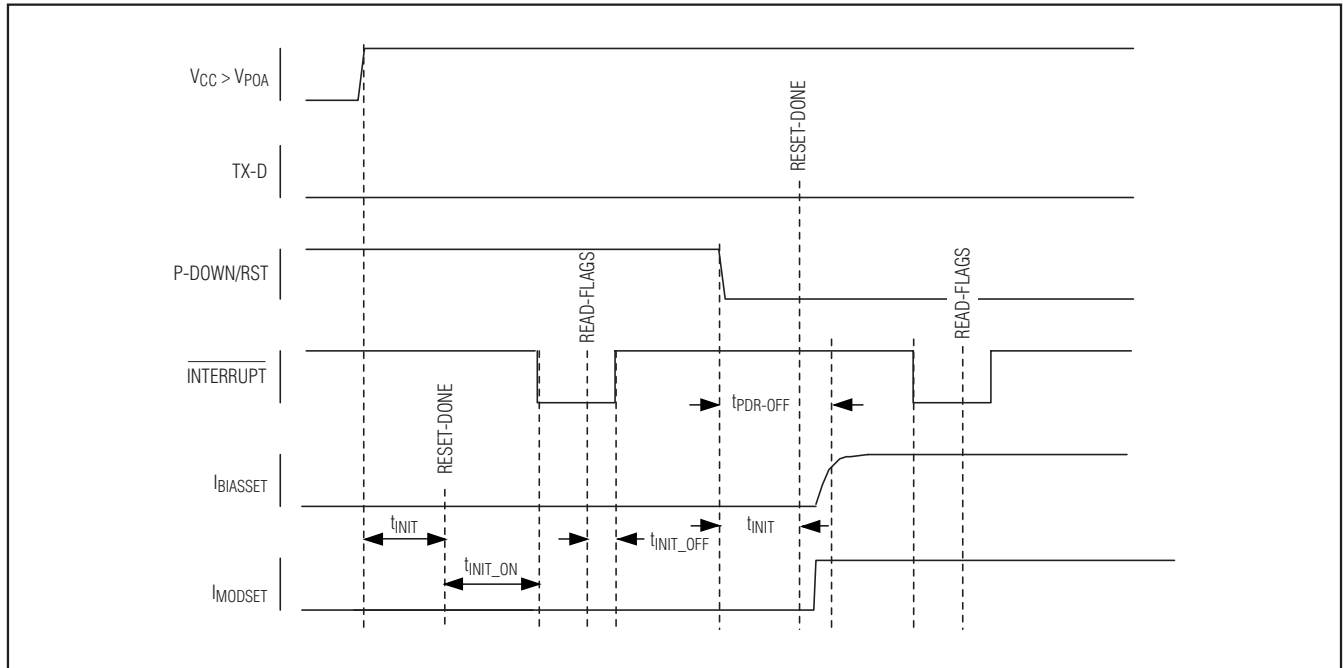 VCC > VPOA
RESET-DONE
TX-D
P-DOWN/RST
READ-FLAGS
READ-FLAGS
INTERRUPT
tPDR-OFF
RESET-DONE
IBIASSET
tINIT
tINIT_OFF
tINIT
tINIT_ON
IMODSET